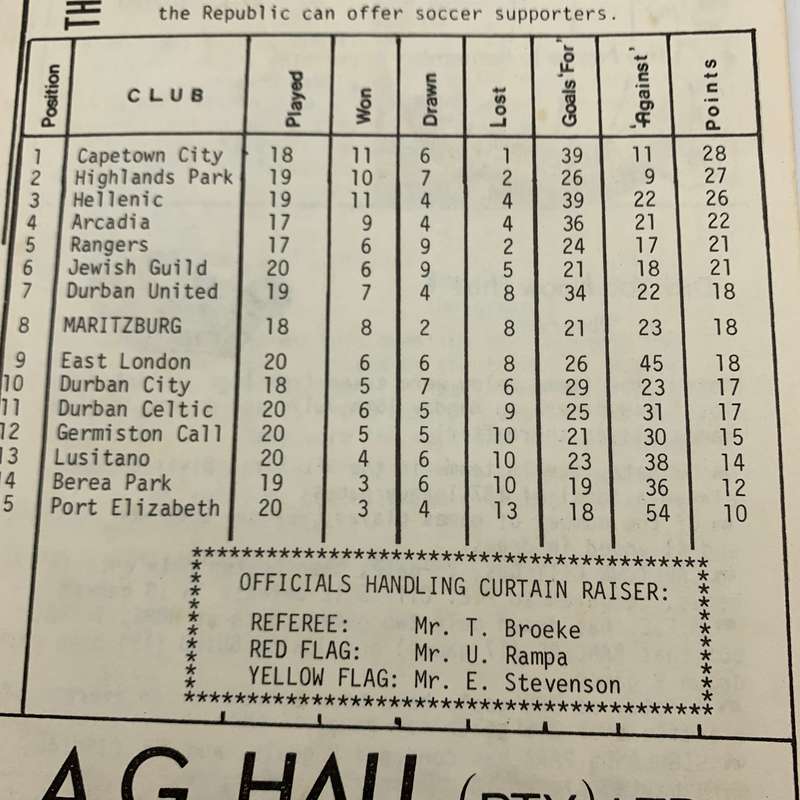 TH
the Republic can offer soccer supporters.
Position CLUB Played Won Drawn Lost Goals 'For' 'Against' Points
1 Capetown City 18 11 6 1 39 11 28
2 Highlands Park 19 10 7 2 26 9 27
3 Hellenic 19 11 4 4 39 22 26
4 Arcadia 17 9 4 4 36 21 22
5 Rangers 17 6 9 2 24 17 21
6 Jewish Guild 20 6 9 5 21 18 21
7 Durban United 19 7 4 8 34 22 18
8 MARITZBURG 18 8 2 8 21 23 18
9 East London 20 6 6 8 26 45 18
10 Durban City 18 5 7 6 29 23 17
11 Durban Celtic 20 6 5 9 25 31 17
12 Germiston Call 20 5 5 10 21 30 15
13 Lusitano 20 4 6 10 23 38 14
14 Berea Park 19 3 6 10 19 36 12
5 Port Elizabeth 20 3 4 13 18 54 10
OFFICIALS HANDLING CURTAIN RAISER:
REFEREE: Mr. T. Broeke
RED FLAG: Mr. U. Rampa
YELLOW FLAG: Mr. E. Stevenson
A.G. HALL (PTY)